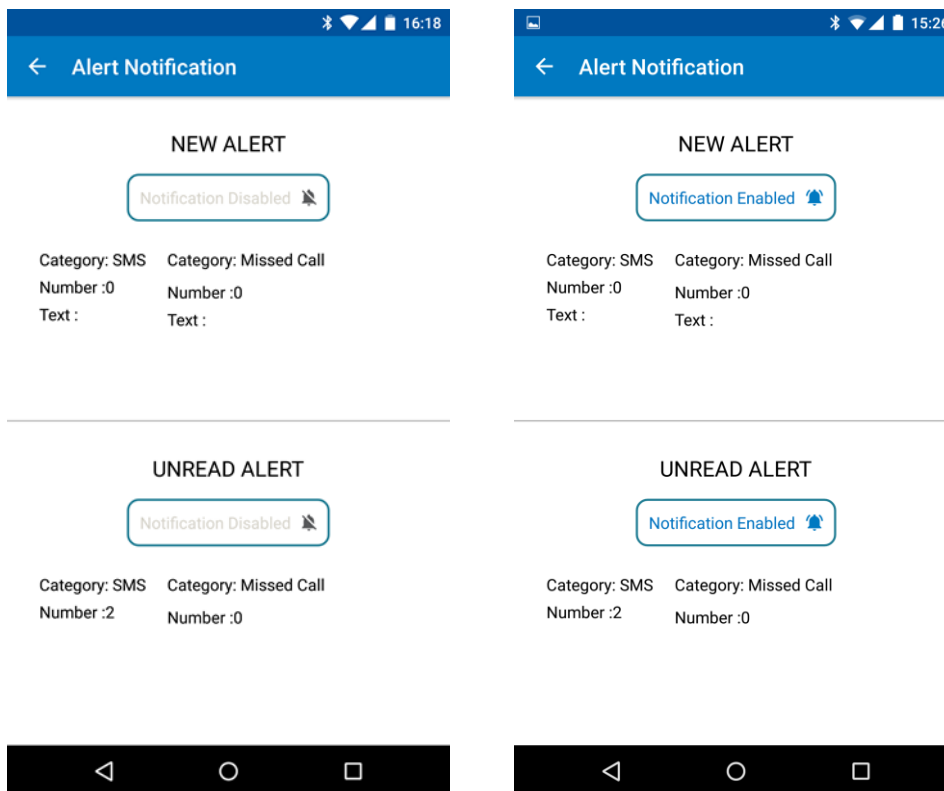 16:18
Alert Notification
NEW ALERT
Notification Disabled
Category: SMS Category: Missed Call
Number :0 Number :0
Text : Text :
UNREAD ALERT
Notification Disabled
Category: SMS Category: Missed Call
Number :2 Number :0
15:26
Alert Notification
NEW ALERT
Notification Enabled
Category: SMS Category: Missed Call
Number :0 Number :0
Text : Text :
UNREAD ALERT
Notification Enabled
Category: SMS Category: Missed Call
Number :2 Number :0